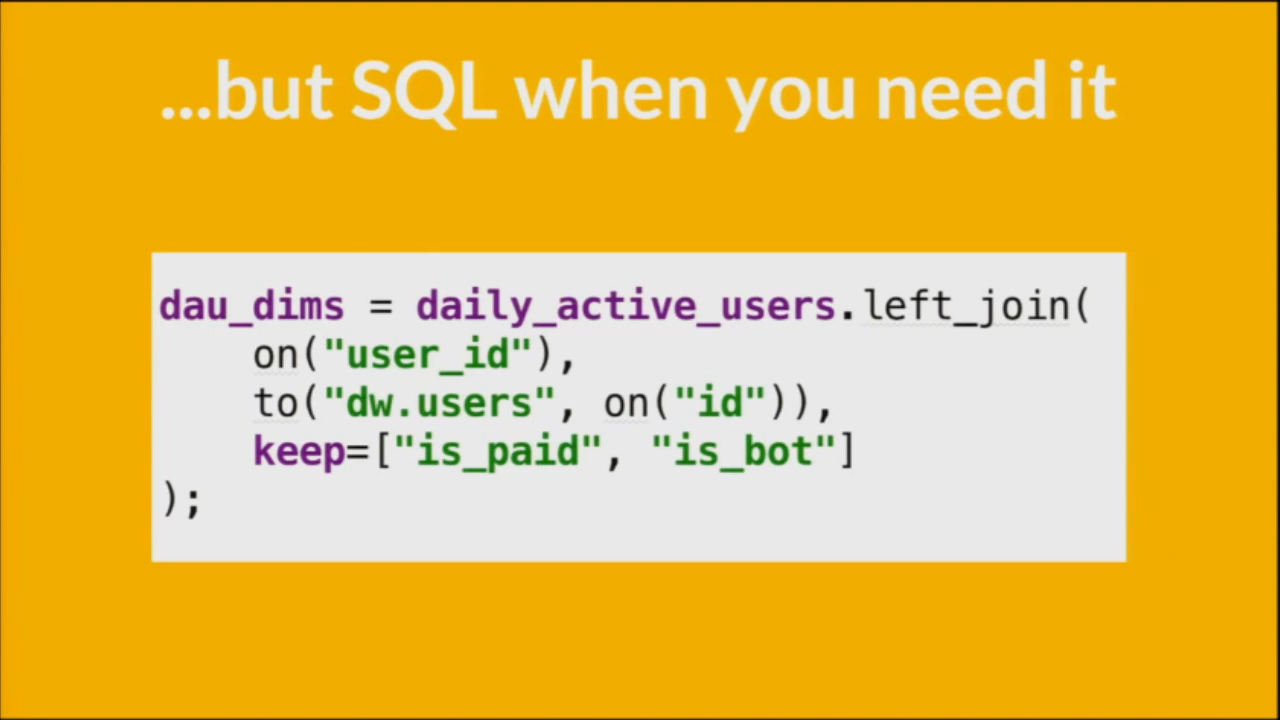 ...but SQL when you need it
dau_dims = daily_active_users.left_join(
    on("user_id"),
    to("dw.users", on("id")),
    keep=["is_paid", "is_bot"]
);